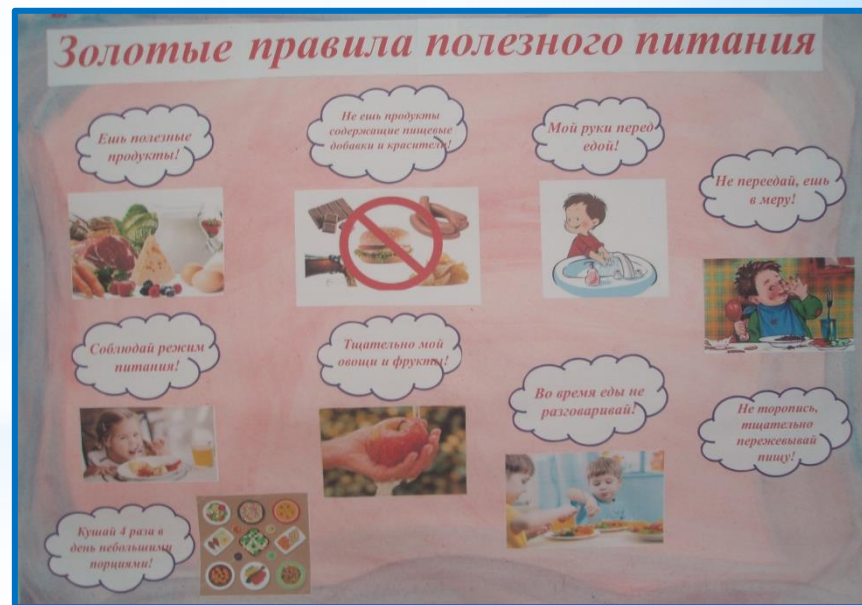 Золотые правила полезного питания
Ешь полезные
продукты!
Не ешь продукты
содержащие пищевые
добавки и красители!
Мой руки перед
едой!
Не переедай, ешь
в меру!
Соблюдай режим
питания!
Тщательно мой
овощи и фрукты!
Во время еды не
разговаривай!
Не торопись,
тщательно
пережевывай
пищу!
Кушай 4 раза в
день небольшими
порциями!